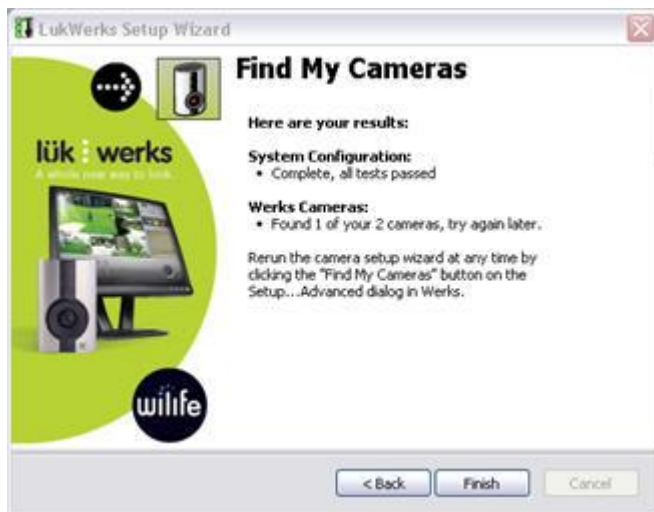 LukWerks Setup Wizard
Find My Cameras
Here are your results:
lük werks
A whole new way to look.
System Configuration:
• Complete, all tests passed
Werks Cameras:
• Found 1 of your 2 cameras, try again later.
Rerun the camera setup wizard at any time by
clicking the "Find My Cameras" button on the
Setup...Advanced dialog in Werks.
wilife
< Back
Finish
Cancel